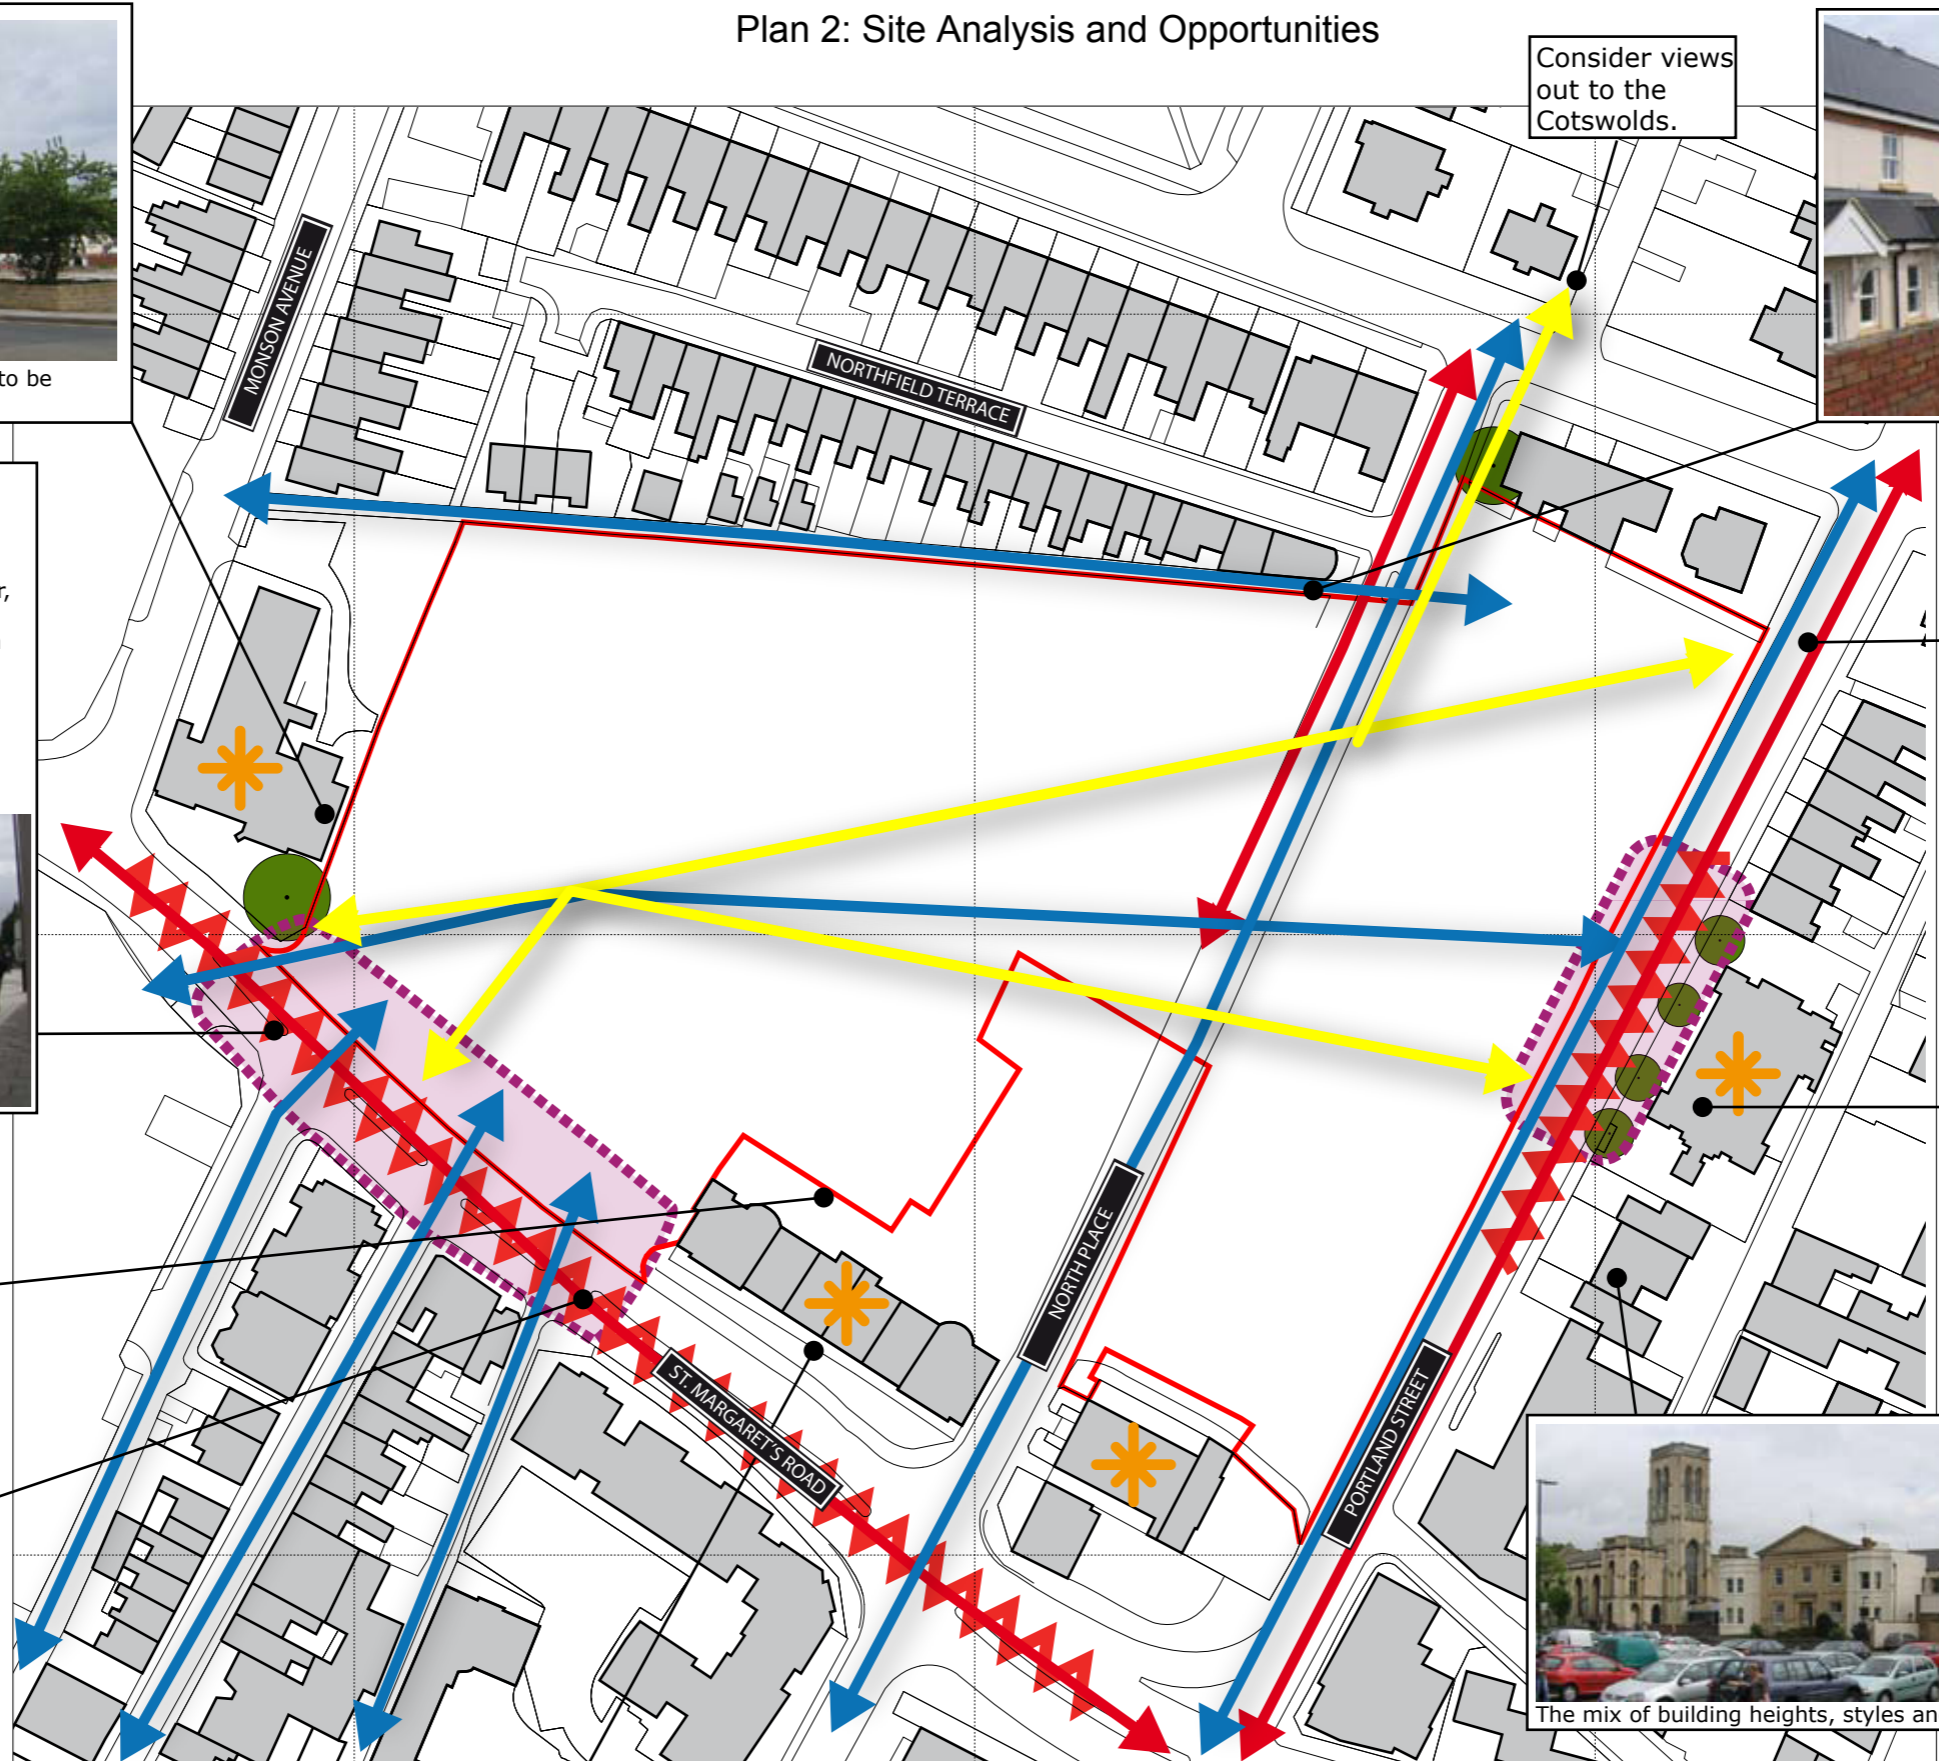 Plan 2: Site Analysis and Opportunities
Consider views
out to the
Cotswolds.
to be
r,
MONSON AVENUE
NORTHFIELD TERRACE
NORTH PLACE
ST. MARGARET'S ROAD
PORTLAND STREET
The mix of building heights, styles an